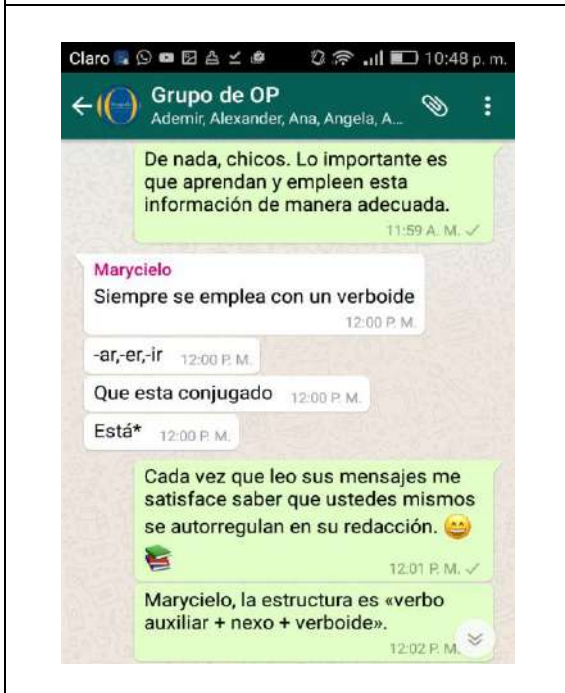 Claro 10:48 p. m.
Grupo de OP
Ademir, Alexander, Ana, Angela, A...
De nada, chicos. Lo importante es
que aprendan y empleen esta
información de manera adecuada.
11:59 A. M.
Marycielo
Siempre se emplea con un verboide
12:00 P. M.
-ar,-er,-ir 12:00 P. M.
Que esta conjugado 12:00 P. M.
Está* 12:00 P. M.
Cada vez que leo sus mensajes me
satisface saber que ustedes mismos
se autorregulan en su redacción. 😄
📚
12:01 P. M.
Marycielo, la estructura es «verbo
auxiliar + nexo + verboide».
12:02 P. M.